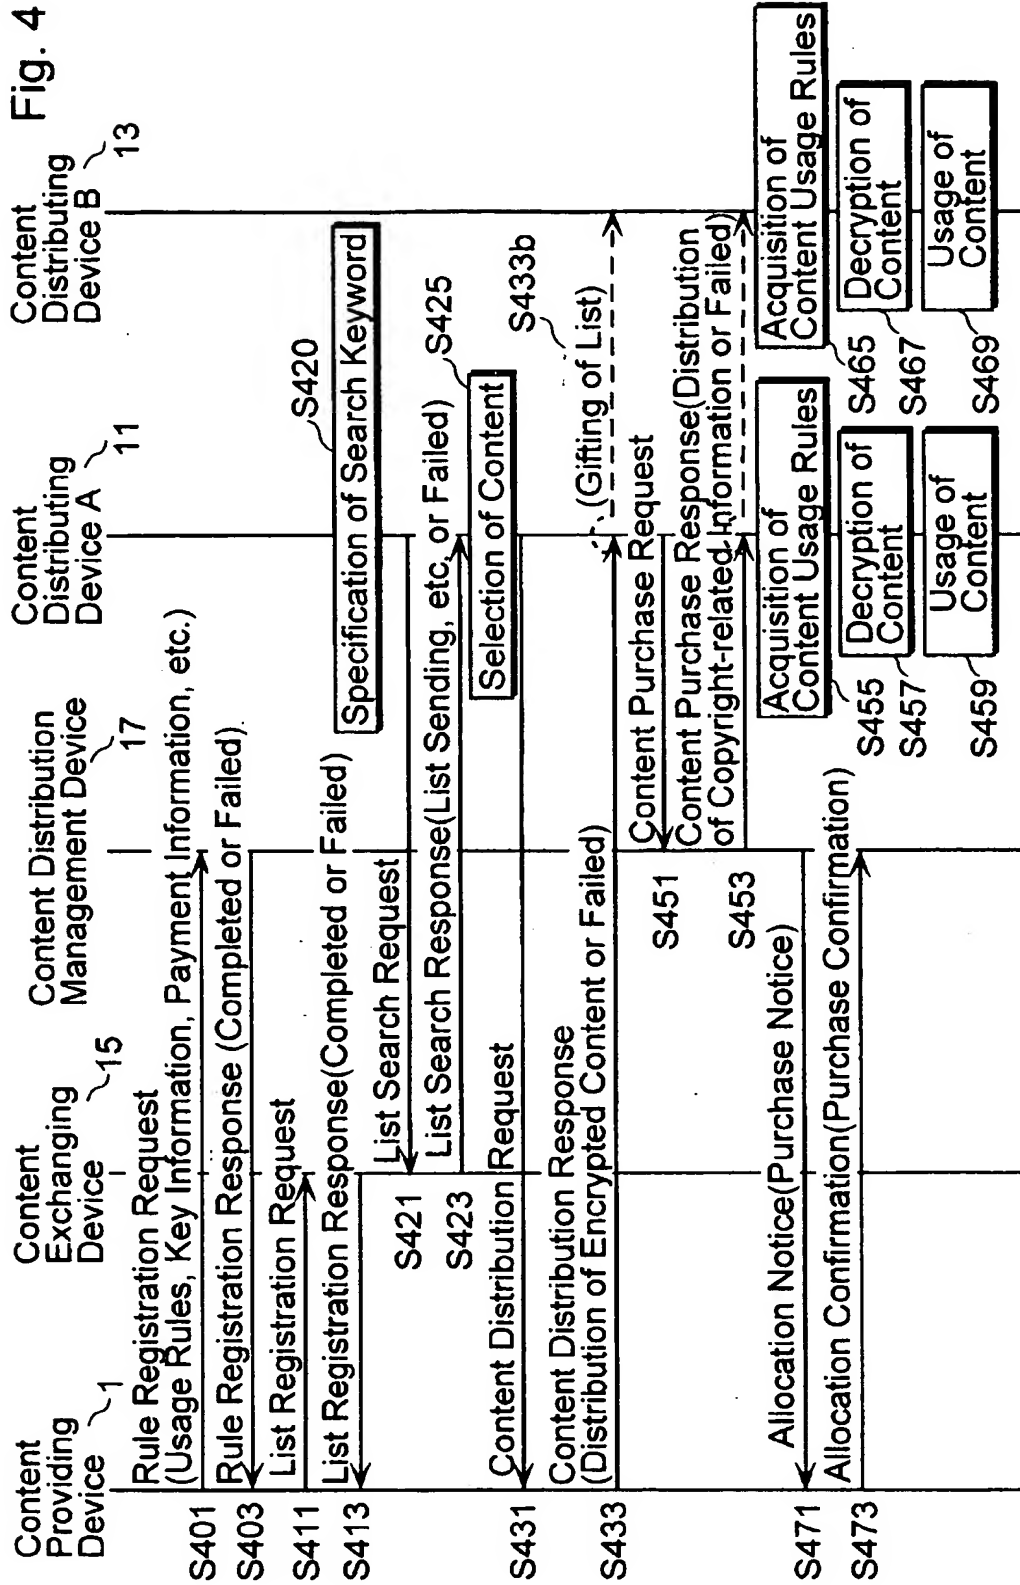 Fig. 4
Content
Providing
Device
1
Content
Exchanging
Device
15
Content Distribution
Management Device
17
Content
Distributing
Device A
11
Content
Distributing
Device B
13
S401
Rule Registration Request
(Usage Rules, Key Information, Payment Information, etc.)
S403
Rule Registration Response (Completed or Failed)
S411
List Registration Request
S413
List Registration Response(Completed or Failed)
S420
Specification of Search Keyword
S421
List Search Request
S423
List Search Response(List Sending, etc, or Failed)
S425
Selection of Content
S431
Content Distribution Request
S433
Content Distribution Response
(Distribution of Encrypted Content or Failed)
S433b
(Gifting of List)
S451
Content Purchase Request
S453
Content Purchase Response(Distribution
of Copyright-related Information or Failed)
S455
Acquisition of
Content Usage Rules
S465
Acquisition of
Content Usage Rules
S457
Decryption of
Content
S467
Decryption of
Content
S459
Usage of
Content
S469
Usage of
Content
S471
Allocation Notice(Purchase Notice)
S473
Allocation Confirmation(Purchase Confirmation)